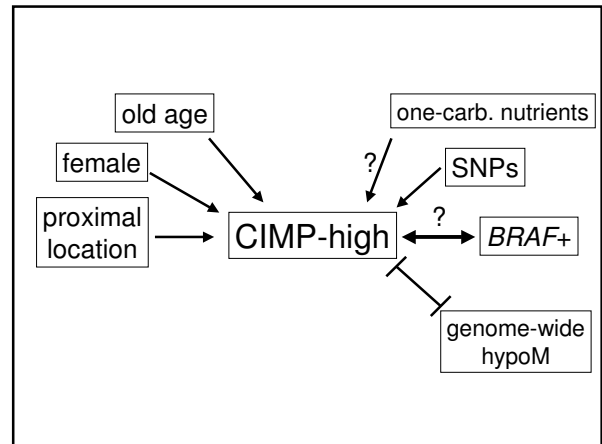 old age
one-carb. nutrients
female
?
SNPs
proximal
location
CIMP-high
?
BRAF+
genome-wide
hypoM